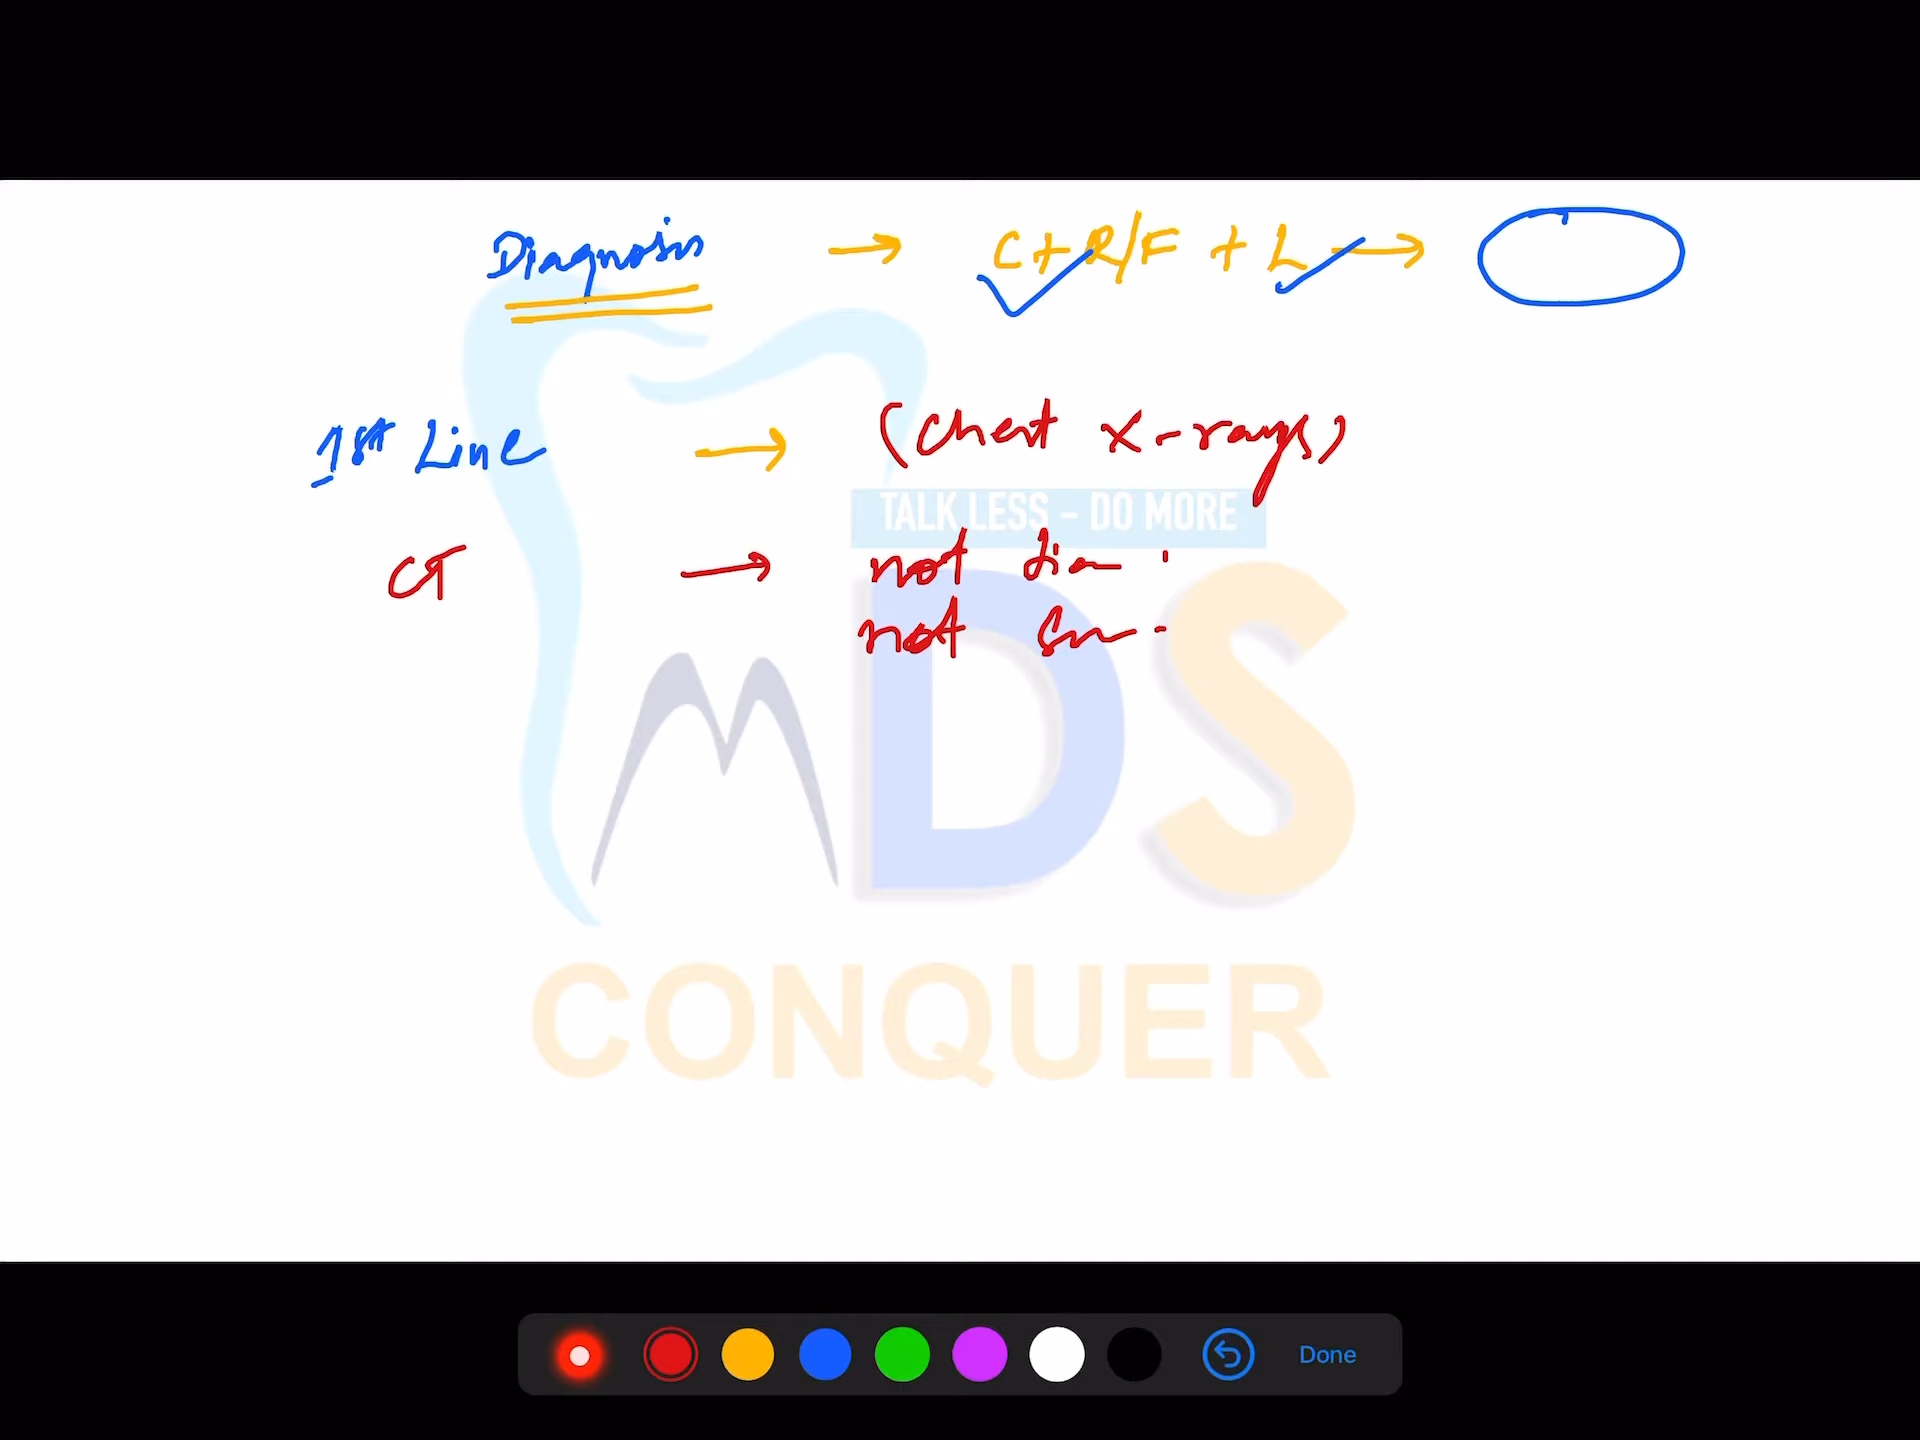 Diagnosis → C + R/F + L →
1st Line → (Chest x-rays)
TALK LESS - DO MORE
CT → not
not
MDS
CONQUER
Done